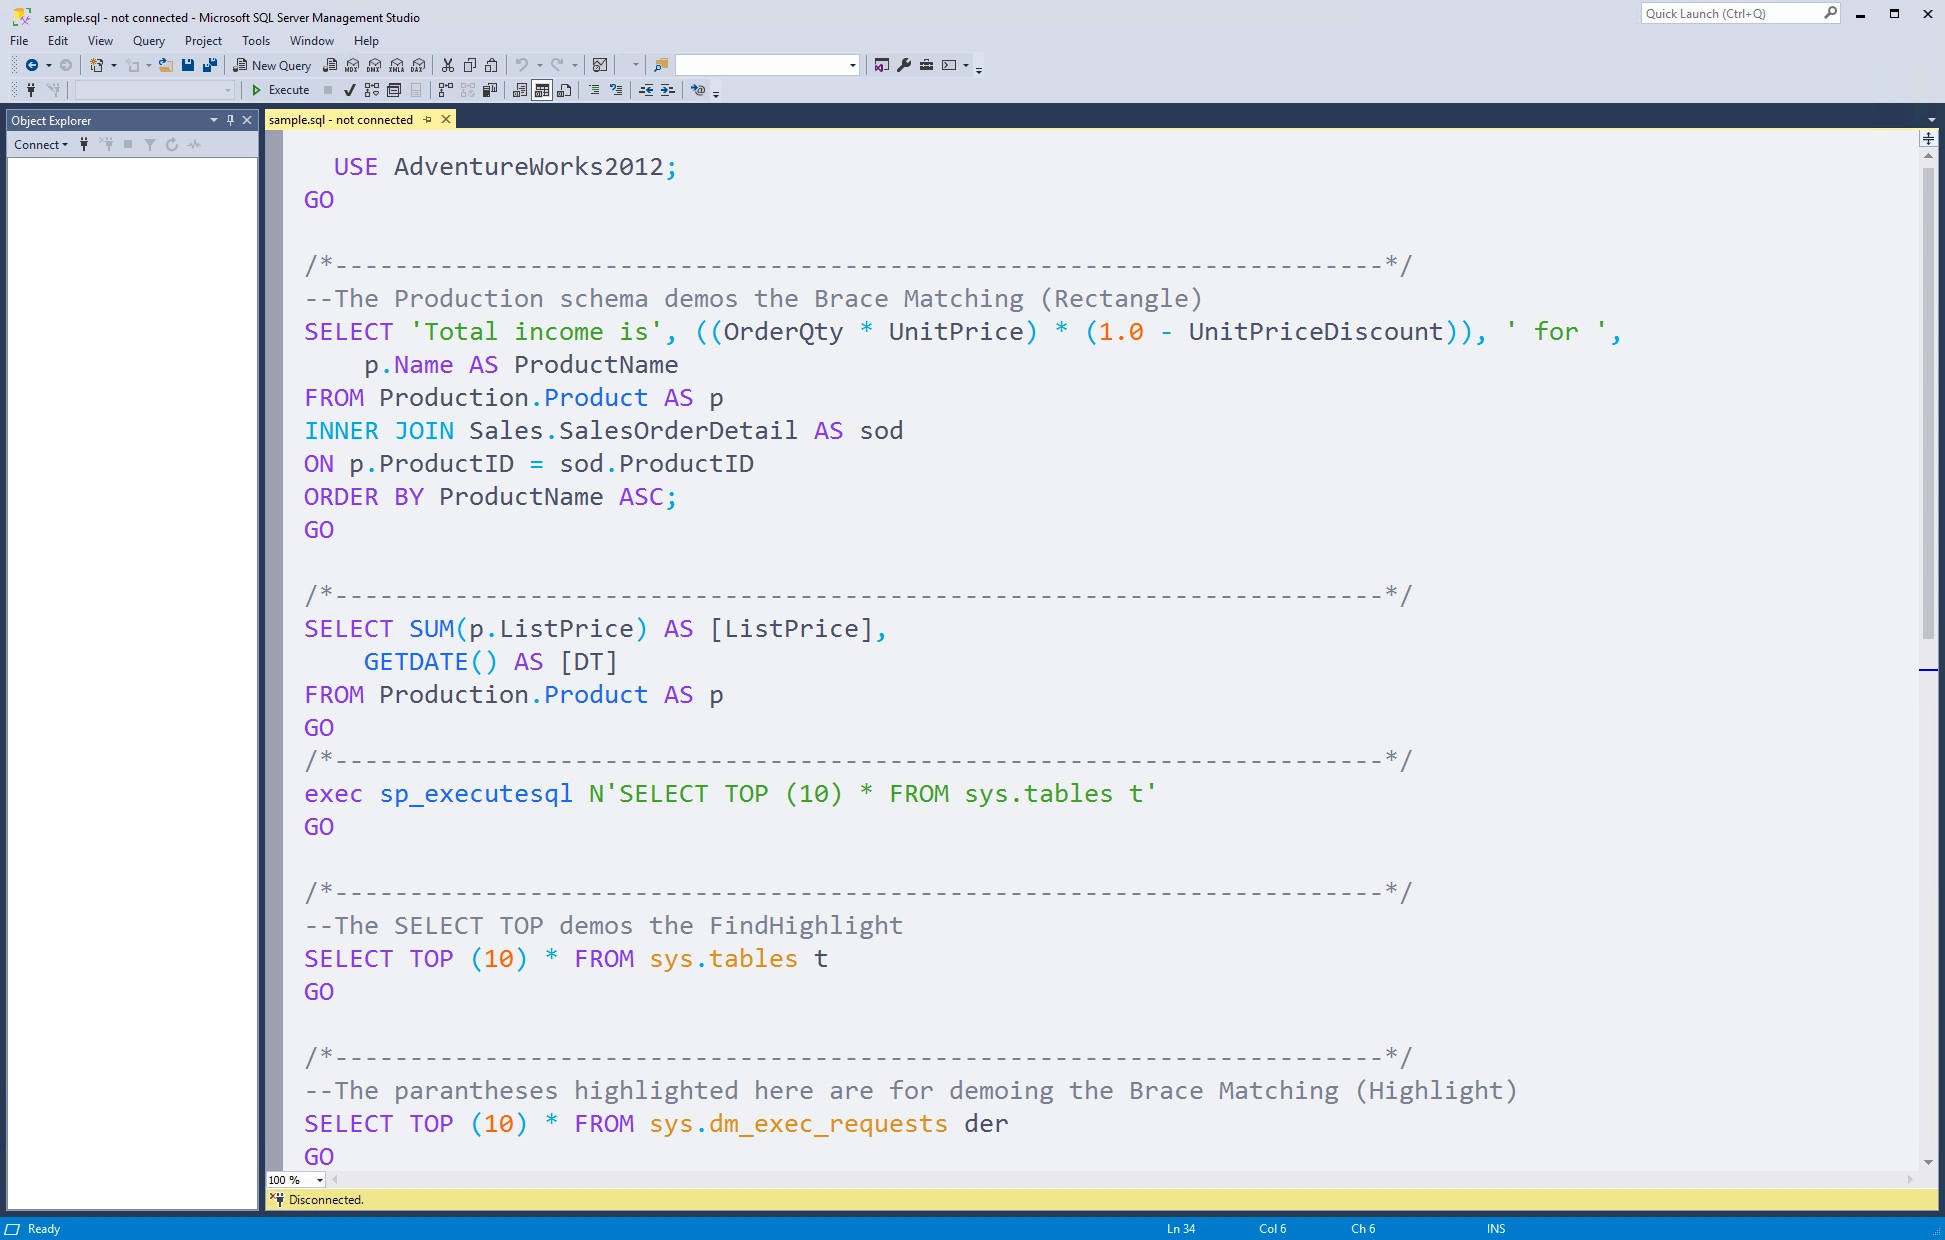 sample.sql - not connected - Microsoft SQL Server Management Studio
Quick Launch (Ctrl+Q)
File Edit View Query Project Tools Window Help
New Query MDX DMX XMLA DAX
Execute
Object Explorer
sample.sql - not connected
Connect
USE AdventureWorks2012;
GO
/*----------------------------------------------------------------------*/
--The Production schema demos the Brace Matching (Rectangle)
SELECT 'Total income is', ((OrderQty * UnitPrice) * (1.0 - UnitPriceDiscount)), ' for ',
p.Name AS ProductName
FROM Production.Product AS p
INNER JOIN Sales.SalesOrderDetail AS sod
ON p.ProductID = sod.ProductID
ORDER BY ProductName ASC;
GO
/*----------------------------------------------------------------------*/
SELECT SUM(p.ListPrice) AS [ListPrice],
GETDATE() AS [DT]
FROM Production.Product AS p
GO
/*----------------------------------------------------------------------*/
exec sp_executesql N'SELECT TOP (10) * FROM sys.tables t'
GO
/*----------------------------------------------------------------------*/
--The SELECT TOP demos the FindHighlight
SELECT TOP (10) * FROM sys.tables t
GO
/*----------------------------------------------------------------------*/
--The parantheses highlighted here are for demoing the Brace Matching (Highlight)
SELECT TOP (10) * FROM sys.dm_exec_requests der
GO
100 %
Disconnected.
Ready Ln 34 Col 6 Ch 6 INS